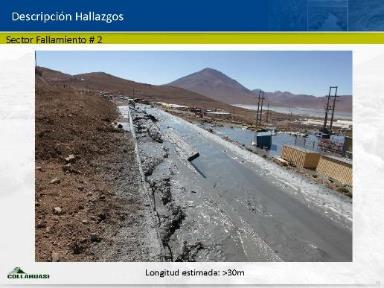 Descripción Hallazgos
Sector Fallamiento # 2
COLLAHUASI
Longitud estimada: >30m